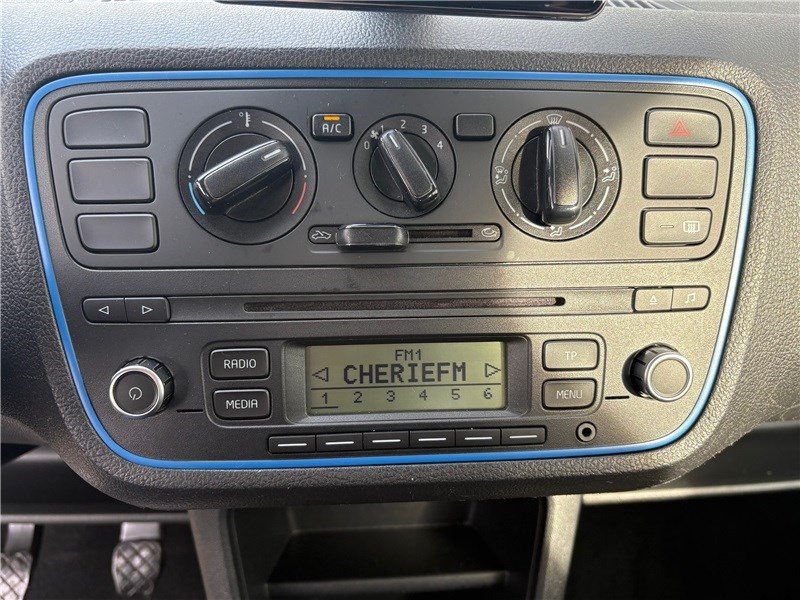 0 1 2 3 4
A/C
RADIO
MEDIA
FM1
CHERIEFM
1 2 3 4 5 6
TP
MENU